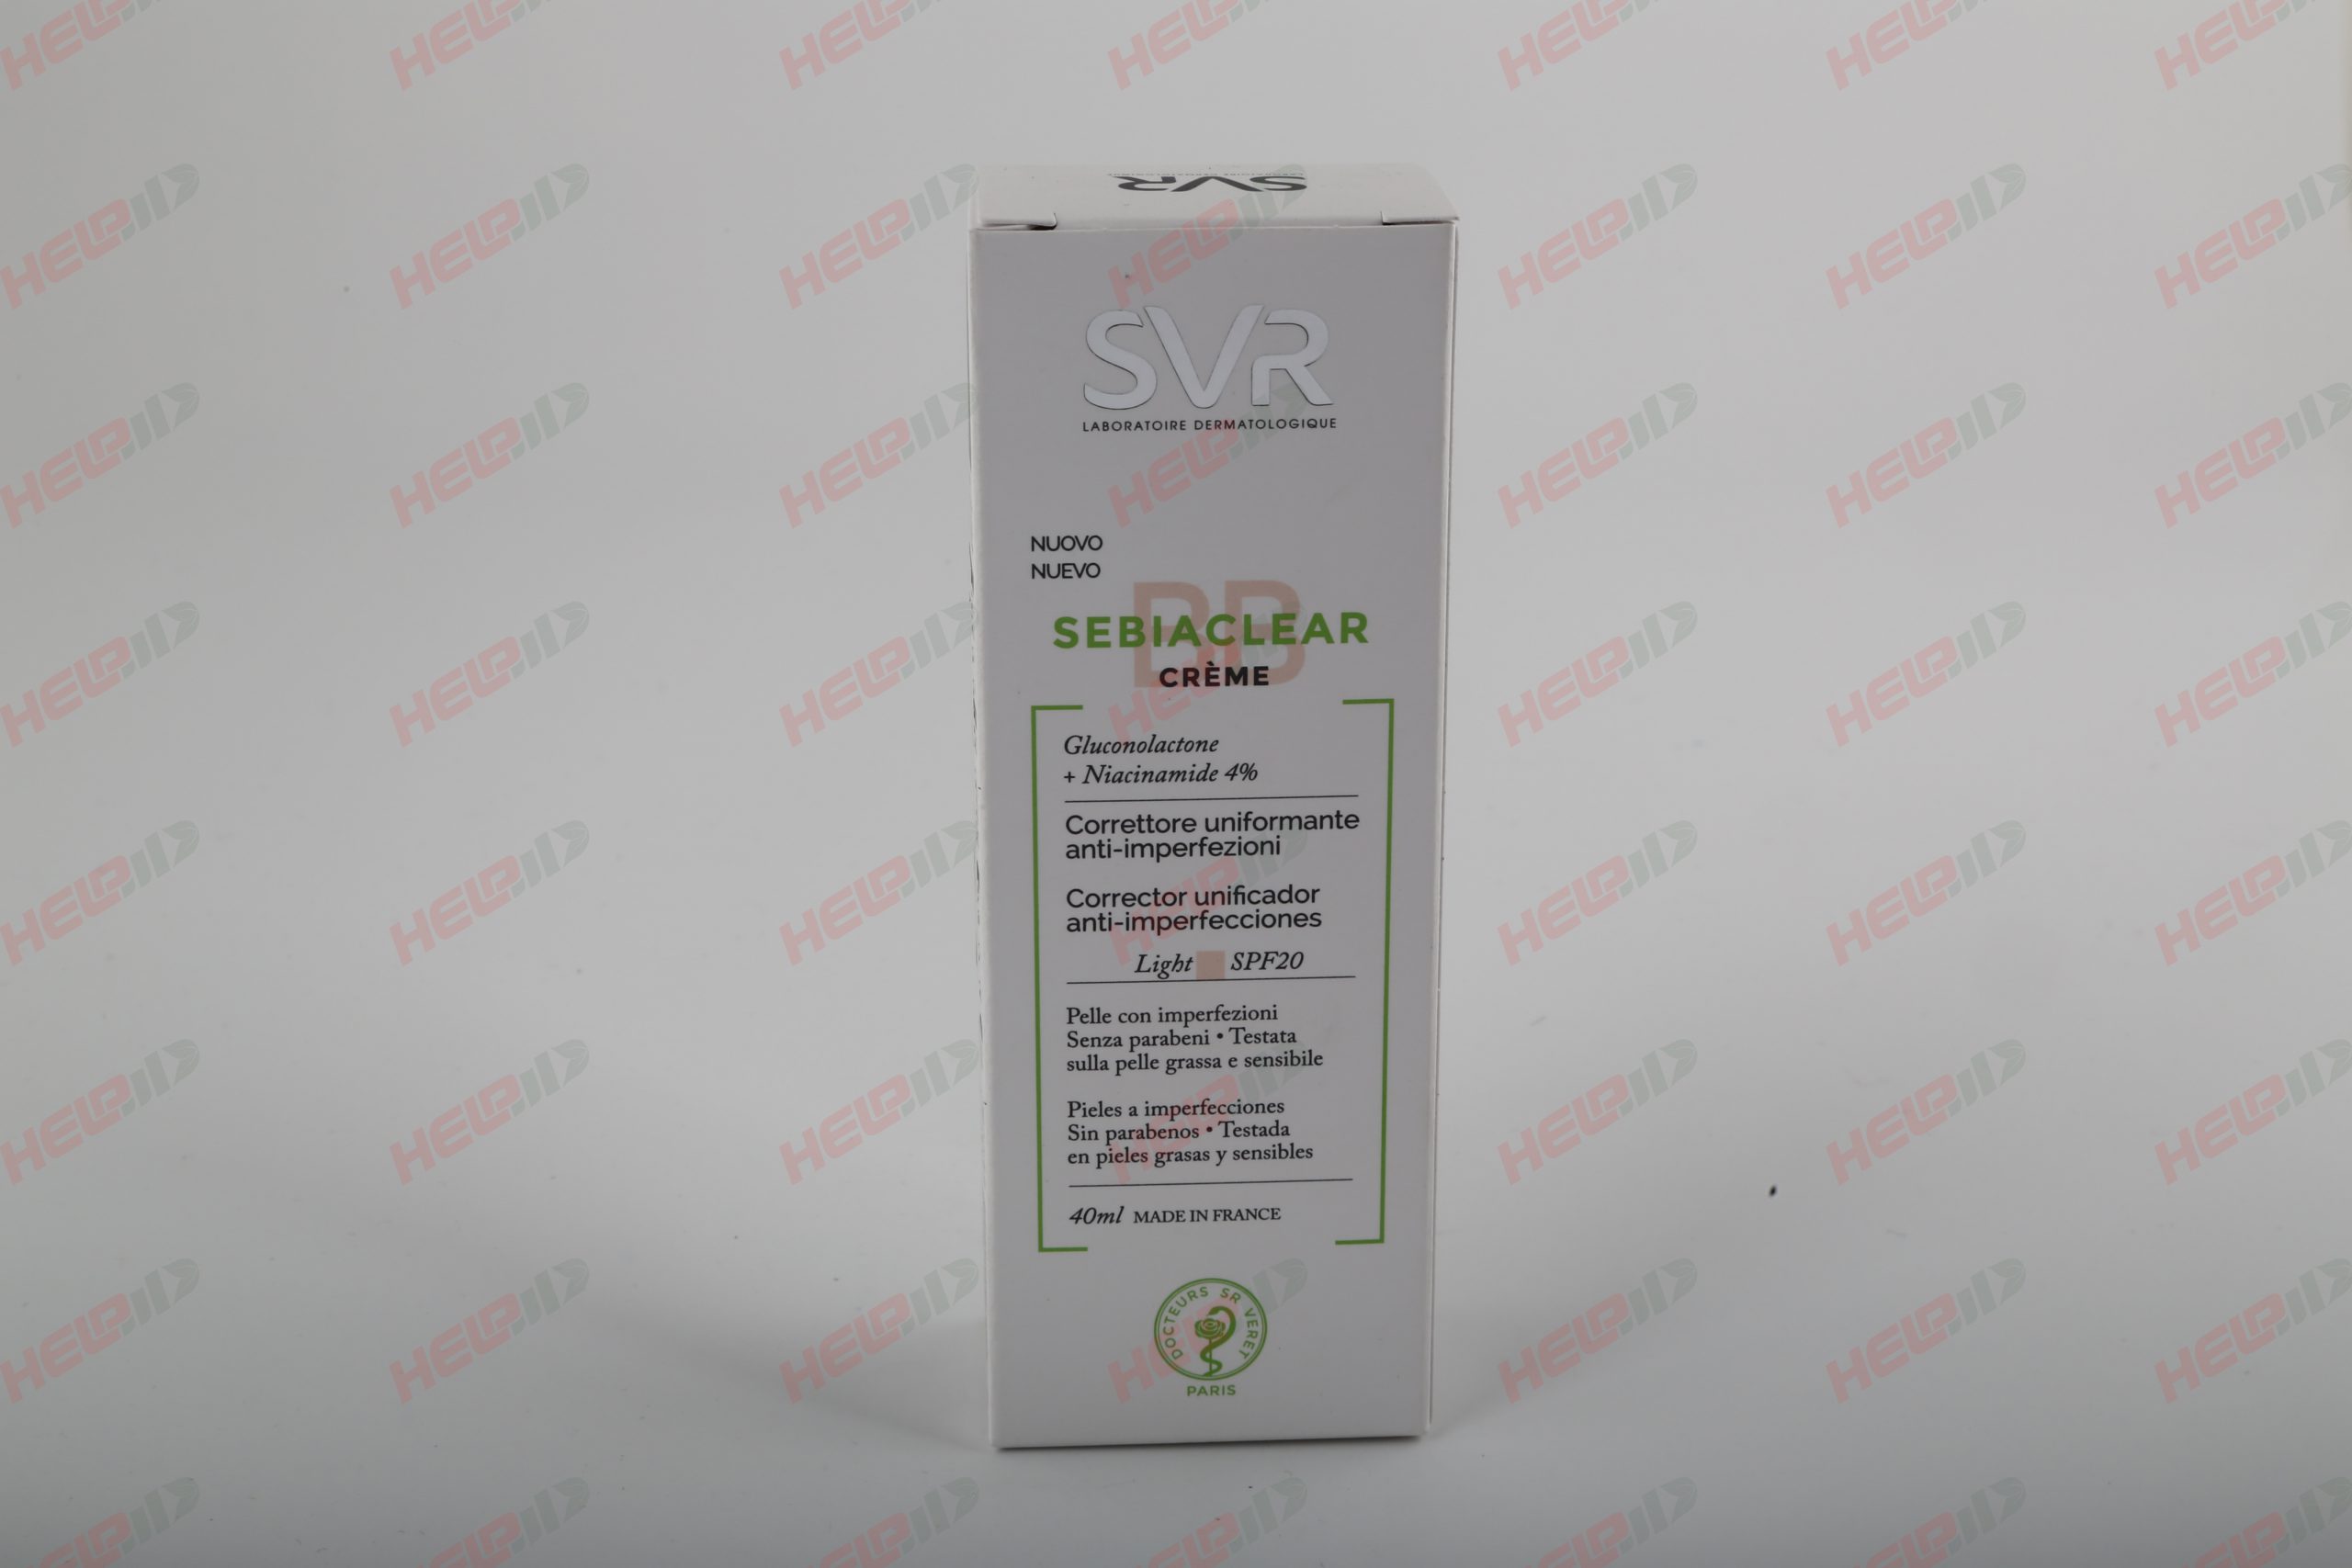 SVR
SVR
LABORATOIRE DERMATOLOGIQUE
NUOVO
NUEVO
BB
SEBIACLEAR
CRÈME
Gluconolactone
+ Niacinamide 4%
Correttore uniformante
anti-imperfezioni
Corrector unificador
anti-imperfecciones
Light SPF20
Pelle con imperfezioni
Senza parabeni • Testata
sulla pelle grassa e sensibile
Pieles a imperfecciones
Sin parabenos • Testada
en pieles grasas y sensibles
40ml MADE IN FRANCE
DOCTEURS SR VERET
PARIS